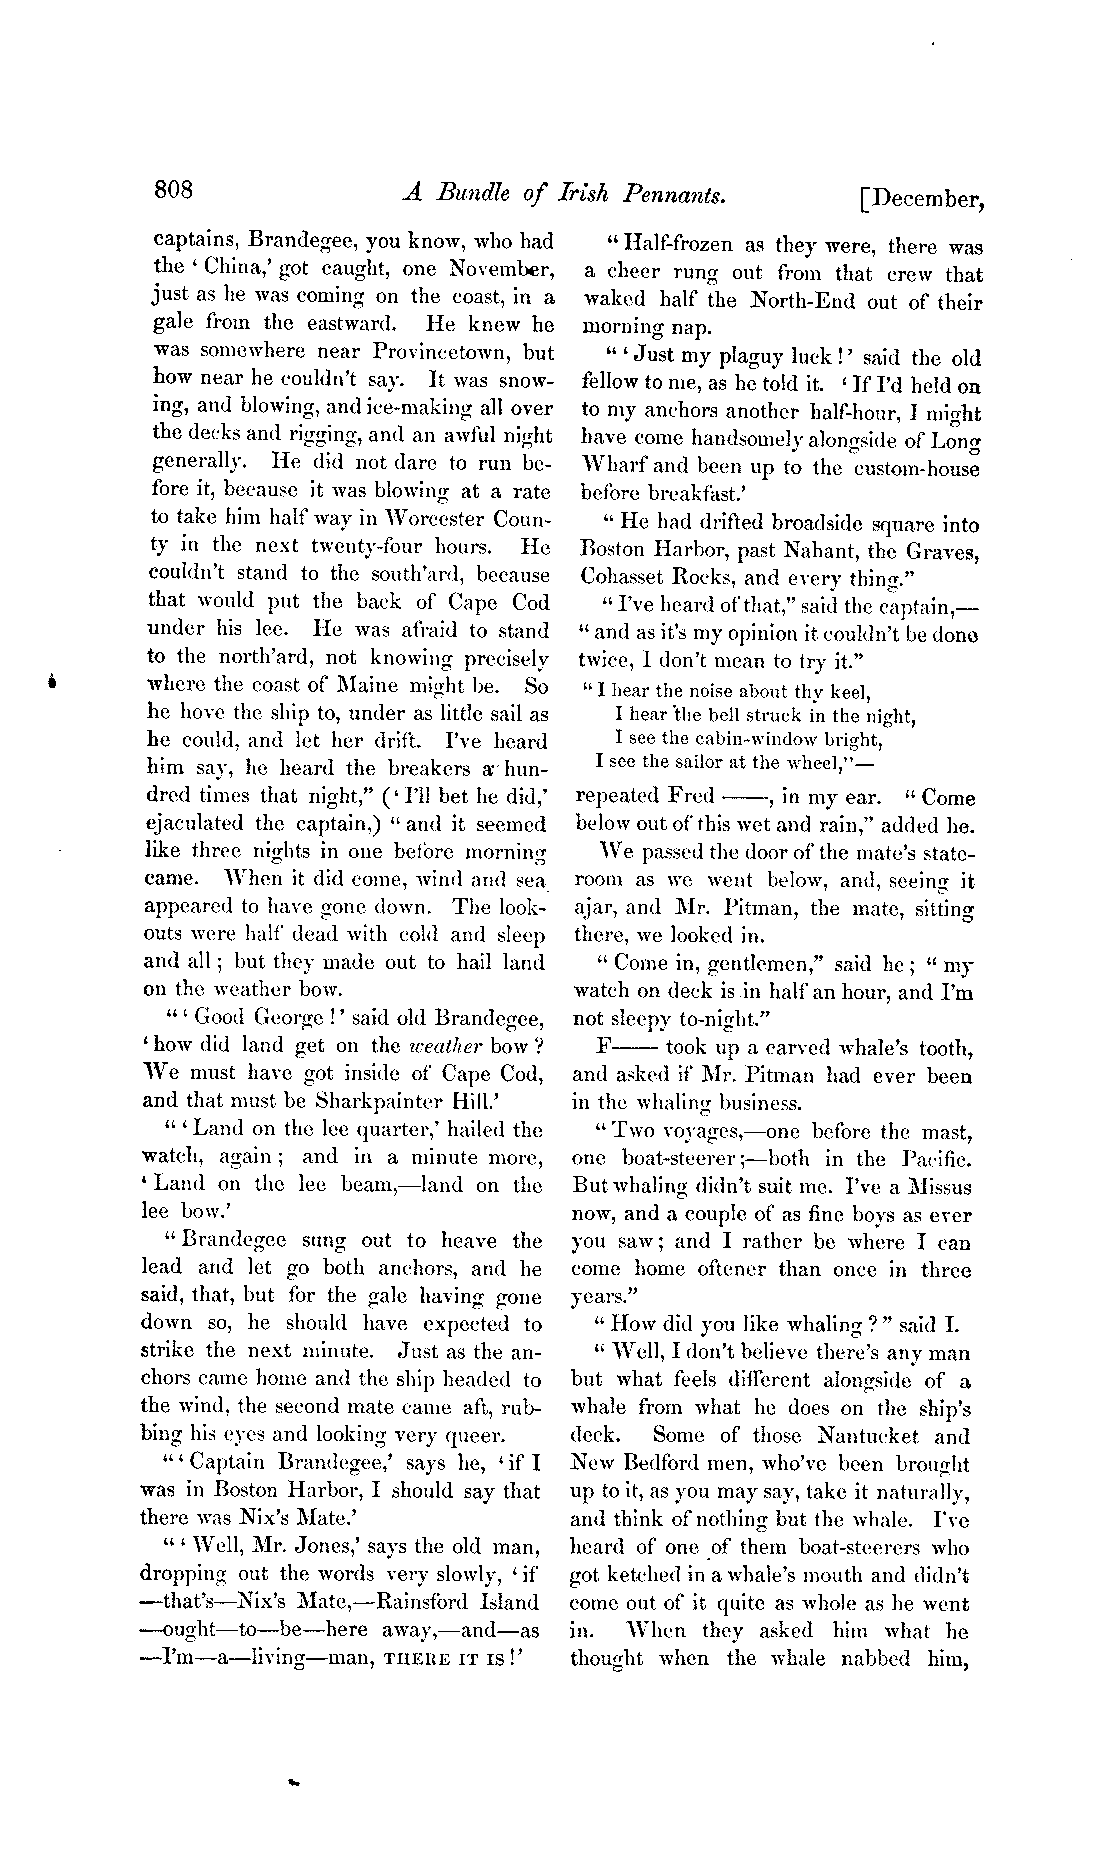 808
A Bundle of Irish Pennants.
[December,
captains, Brandegee, you know, who had
the ‘ China,’ got caught, one November,
just as he was coming on the coast, in a
gale from the eastward. He knew he
was somewhere near Provincetown, but
how near he couldn’t say. It was snow-
ing, and blowing, and ice-making all over
the decks and rigging, and an awful night
generally. He did not dare to run be-
fore it, because it was blowing at a rate
to take him half way in Worcester Coun-
ty in the next twenty-four hours. He
couldn’t stand to the south’ard, because
that would put the back of Cape Cod
under his lee. He was afraid to stand
to the north’ard, not knowing precisely
where the coast of Maine might be. So
he hove the ship to, under as little sail as
he could, and let her drift. I’ve heard
him say, he heard the breakers a hun-
dred times that night,” (‘ I’ll bet he did,’
ejaculated the captain,) “ and it seemed
like three nights in one before morning
came. When it did come, wind and sea
appeared to have gone down. The look-
outs were half dead with cold and sleep
and all ; but they made out to hail land
on the weather bow.
“ ‘ Good George !’ said old Brandegee,
‘ how did land get on the weather bow ?
We must have got inside of Cape Cod,
and that must be Sharkpainter Hill.’
“ ‘ Land on the lee quarter,’ hailed the
watch, again ; and in a minute more,
‘ Land on the lee beam,—land on the
lee bow.’
“ Brandegee sung out to heave the
lead and let go both anchors, and he
said, that, but for the gale having gone
down so, he should have expected to
strike the next minute. Just as the an-
chors came home and the ship headed to
the wind, the second mate came aft, rub-
bing his eyes and looking very queer.
“ ‘ Captain Brandegee,’ says he, ‘ if I
was in Boston Harbor, I should say that
there was Nix’s Mate.’
“ ‘ Well, Mr. Jones,’ says the old man,
dropping out the words very slowly, ‘ if
—that’s—Nix’s Mate,—Rainsford Island
—ought—to—be—here away,—and—as
—I’m—a—living—man, THERE IT IS !’
“ Half-frozen as they were, there was
a cheer rung out from that crew that
waked half the North-End out of their
morning nap.
“ ‘ Just my plaguy luck ! ’ said the old
fellow to me, as he told it. ‘ If I’d held on
to my anchors another half-hour, I might
have come handsomely alongside of Long
Wharf and been up to the custom-house
before breakfast.’
“ He had drifted broadside square into
Boston Harbor, past Nahant, the Graves,
Cohasset Rocks, and every thing.”
“ I’ve heard of that,” said the captain,—
“ and as it’s my opinion it couldn’t be done
twice, I don’t mean to try it.”
“ I hear the noise about thy keel,
I hear the bell struck in the night,
I see the cabin-window bright,
I see the sailor at the wheel,”—
repeated Fred ——, in my ear. “ Come
below out of this wet and rain,” added he.
We passed the door of the mate’s state-
room as we went below, and, seeing it
ajar, and Mr. Pitman, the mate, sitting
there, we looked in.
“ Come in, gentlemen,” said he ; “ my
watch on deck is in half an hour, and I’m
not sleepy to-night.”
F—— took up a carved whale’s tooth,
and asked if Mr. Pitman had ever been
in the whaling business.
“ Two voyages,—one before the mast,
one boat-steerer ;—both in the Pacific.
But whaling didn’t suit me. I’ve a Missus
now, and a couple of as fine boys as ever
you saw ; and I rather be where I can
come home oftener than once in three
years.”
“ How did you like whaling ? ” said I.
“ Well, I don’t believe there’s any man
but what feels different alongside of a
whale from what he does on the ship’s
deck. Some of those Nantucket and
New Bedford men, who’ve been brought
up to it, as you may say, take it naturally,
and think of nothing but the whale. I’ve
heard of one of them boat-steerers who
got ketched in a whale’s mouth and didn’t
come out of it quite as whole as he went
in. When they asked him what he
thought when the whale nabbed him,